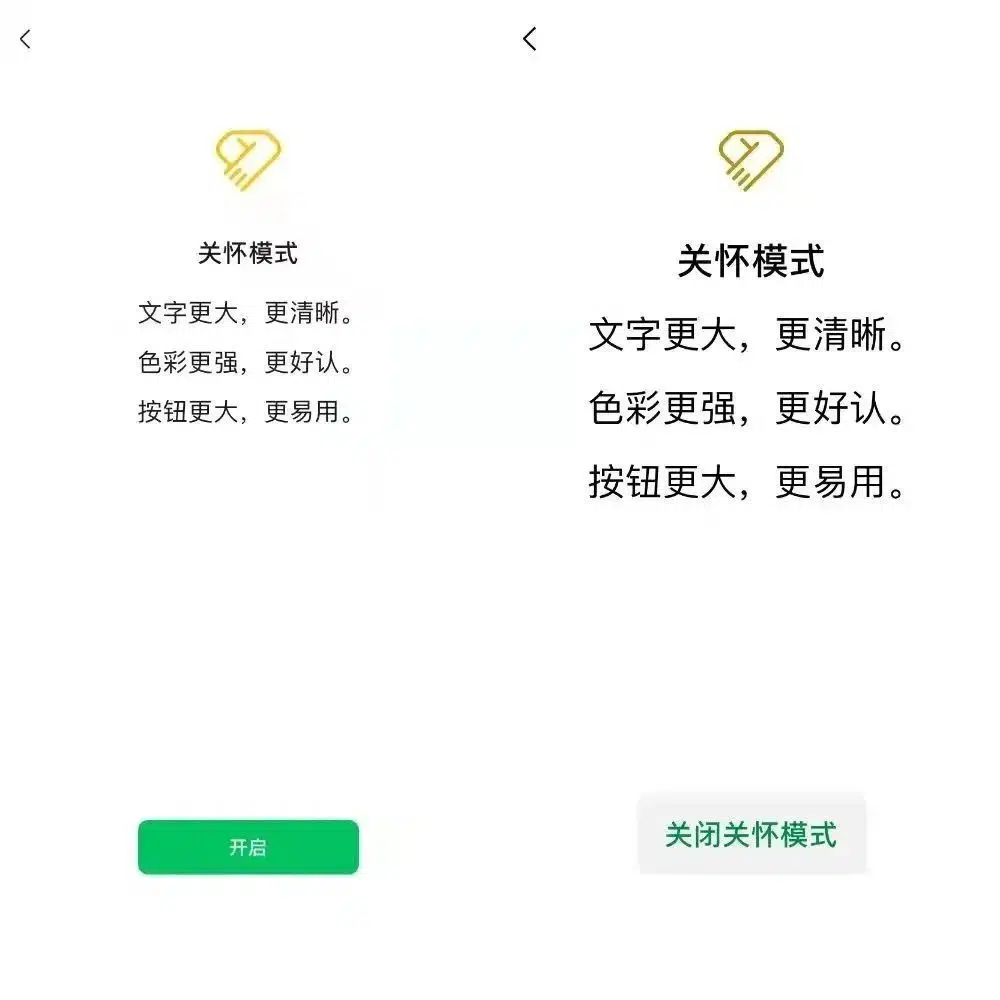 关怀模式
文字更大，更清晰。
色彩更强，更好认。
按钮更大，更易用。
开启
关怀模式
文字更大，更清晰。
色彩更强，更好认。
按钮更大，更易用。
关闭关怀模式